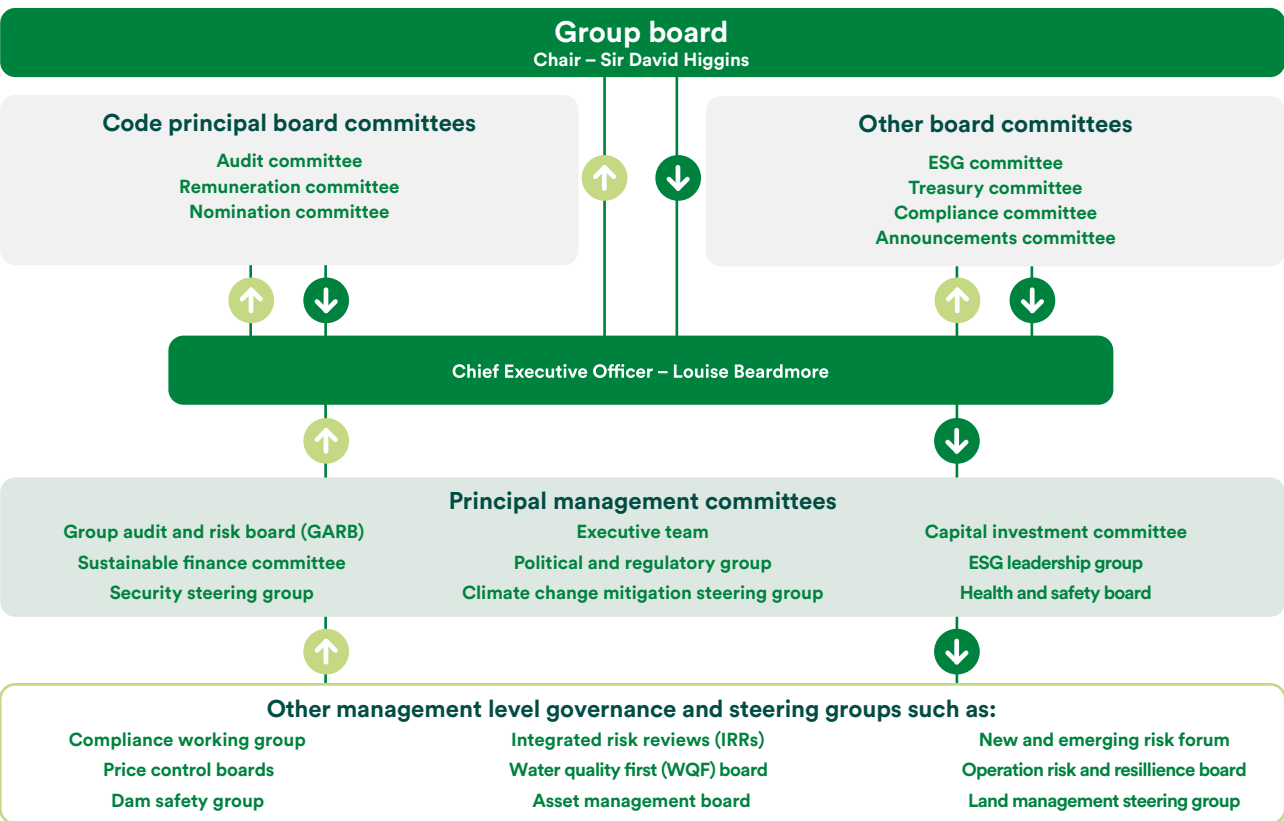 Group board
Chair – Sir David Higgins
Code principal board committees
Audit committee
Remuneration committee
Nomination committee
Other board committees
ESG committee
Treasury committee
Compliance committee
Announcements committee
Chief Executive Officer – Louise Beardmore
Principal management committees
Group audit and risk board (GARB)
Sustainable finance committee
Security steering group
Executive team
Political and regulatory group
Climate change mitigation steering group
Capital investment committee
ESG leadership group
Health and safety board
Other management level governance and steering groups such as:
Compliance working group
Price control boards
Dam safety group
Integrated risk reviews (IRRs)
Water quality first (WQF) board
Asset management board
New and emerging risk forum
Operation risk and resillience board
Land management steering group